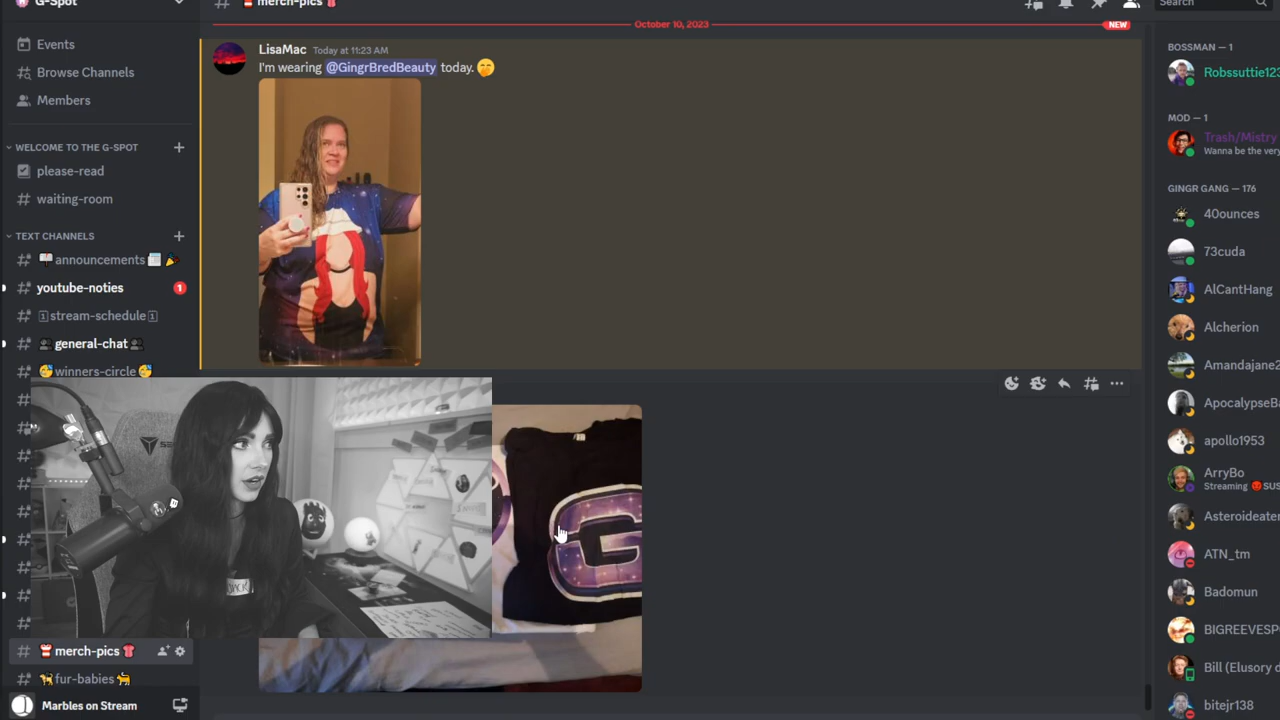 G-Spot
merch-pics
Search
Events
Browse Channels
Members
WELCOME TO THE G-SPOT
please-read
waiting-room
TEXT CHANNELS
announcements
youtube-noties
1
stream-schedule
general-chat
winners-circle
merch-pics
fur-babies
Marbles on Stream
October 10, 2023
NEW
LisaMac Today at 11:23 AM
I'm wearing @GingrBredBeauty today.
G
BOSSMAN — 1
Robssuttie123
MOD — 1
Trash/Mistry
Wanna be the very
GINGR GANG — 176
40ounces
73cuda
AlCantHang
Alcherion
Amandajane2
ApocalypseBa
apollo1953
ArryBo
Streaming SUS
Asteroideater
ATN_tm
Badomun
BIGREEVESP
Bill (Elusory d
bitejr138